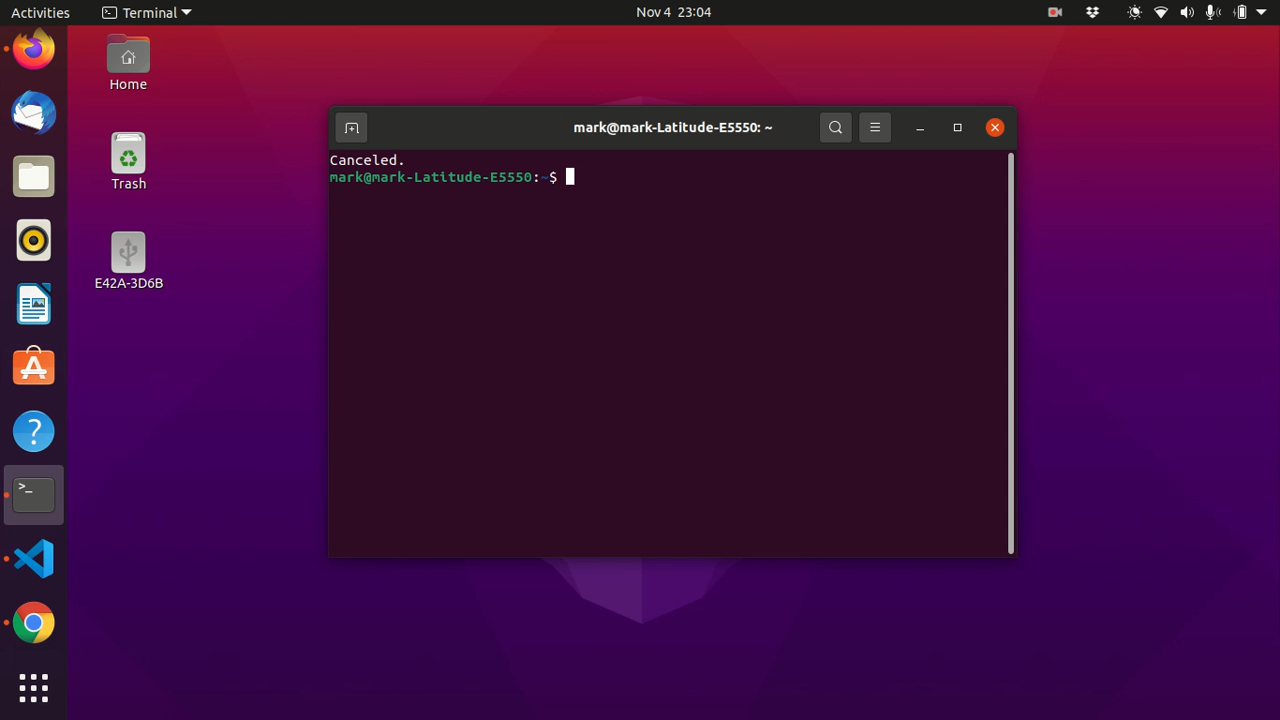 Activities
Terminal
Nov 4 23:04
Home
Trash
E42A-3D6B
mark@mark-Latitude-E5550: ~
Canceled.
mark@mark-Latitude-E5550:~$